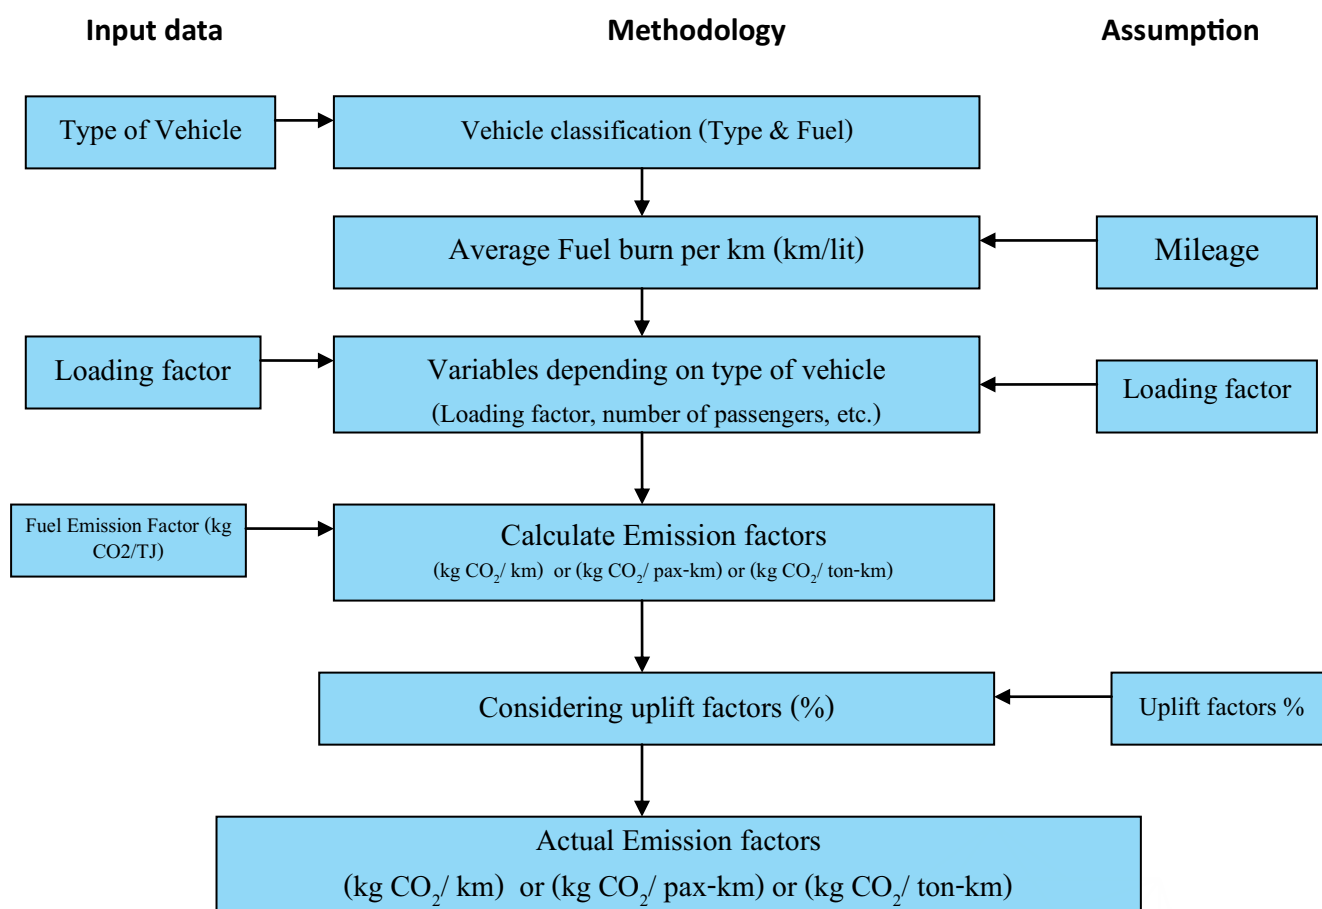 Input data
Methodology
Assumption
Type of Vehicle
Vehicle classification (Type & Fuel)
Average Fuel burn per km (km/lit)
Mileage
Loading factor
Variables depending on type of vehicle
(Loading factor, number of passengers, etc.)
Loading factor
Fuel Emission Factor (kg
CO2/TJ)
Calculate Emission factors
(kg CO₂/ km)  or (kg CO₂/ pax-km) or (kg CO₂/ ton-km)
Considering uplift factors (%)
Uplift factors %
Actual Emission factors
(kg CO₂/ km)  or (kg CO₂/ pax-km) or (kg CO₂/ ton-km)